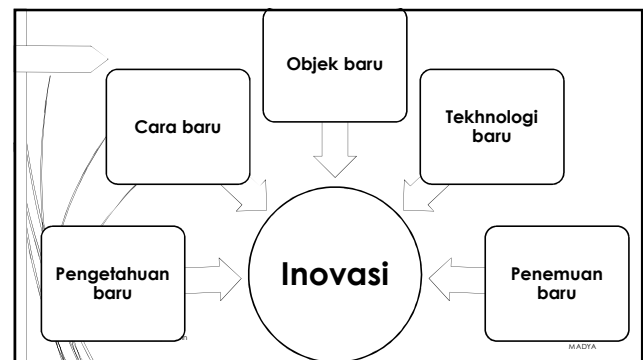 Objek baru
Cara baru
Tekhnologi
baru
Pengetahuan
baru
Inovasi
Penemuan
baru
MADYA